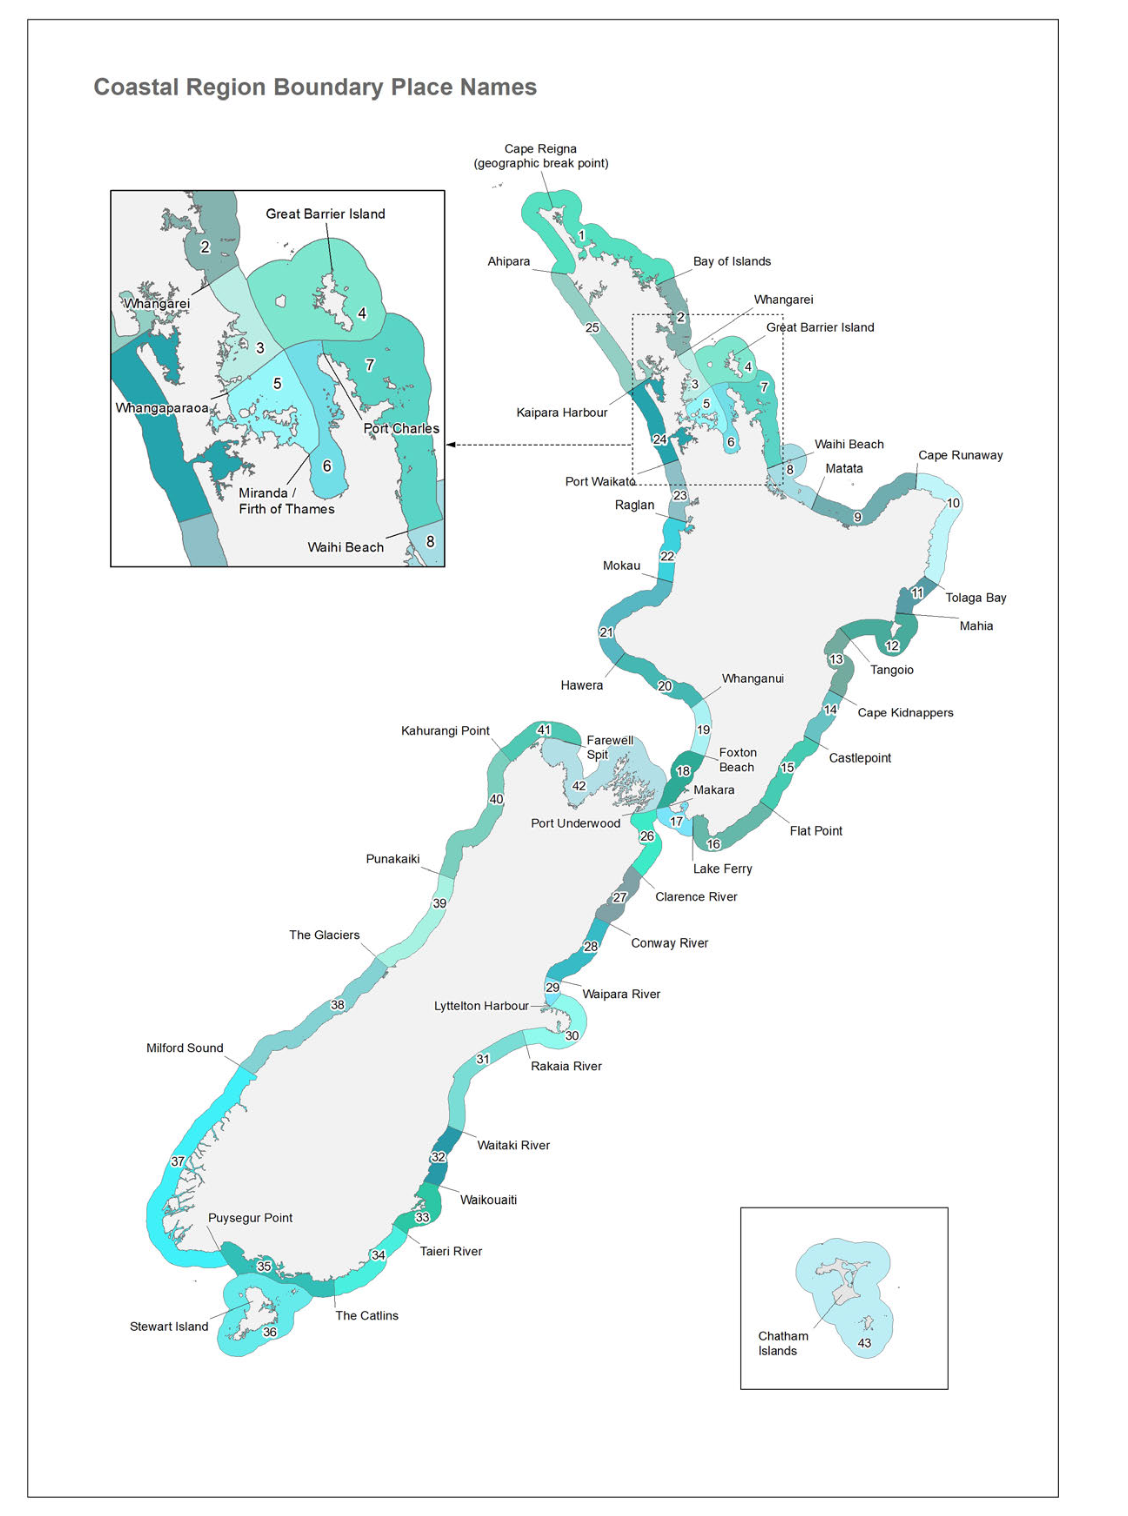 Coastal Region Boundary Place Names
Cape Reigna
(geographic break point)
1
Ahipara
Bay of Islands
25
2
Whangarei
Great Barrier Island
3
4
5
6
7
Kaipara Harbour
24
Port Waikato
8
Waihi Beach
Matata
Cape Runaway
23
Raglan
9
10
22
Mokau
11
Tolaga Bay
Mahia
21
12
13
Tangoio
Hawera
20
Whanganui
14
Cape Kidnappers
19
Kahurangi Point
41
Farewell
Spit
Foxton
Beach
Castlepoint
18
15
42
Makara
40
Port Underwood
17
Flat Point
26
16
Lake Ferry
Punakaiki
Clarence River
27
39
The Glaciers
28
Conway River
29
Waipara River
Lyttelton Harbour
38
30
Milford Sound
31
Rakaia River
Waitaki River
32
37
Waikouaiti
Puysegur Point
33
Taieri River
34
35
The Catlins
Stewart Island
36
Great Barrier Island
2
Whangarei
4
3
7
5
Whangaparaoa
Port Charles
6
Miranda /
Firth of Thames
Waihi Beach
8
Chatham
Islands
43